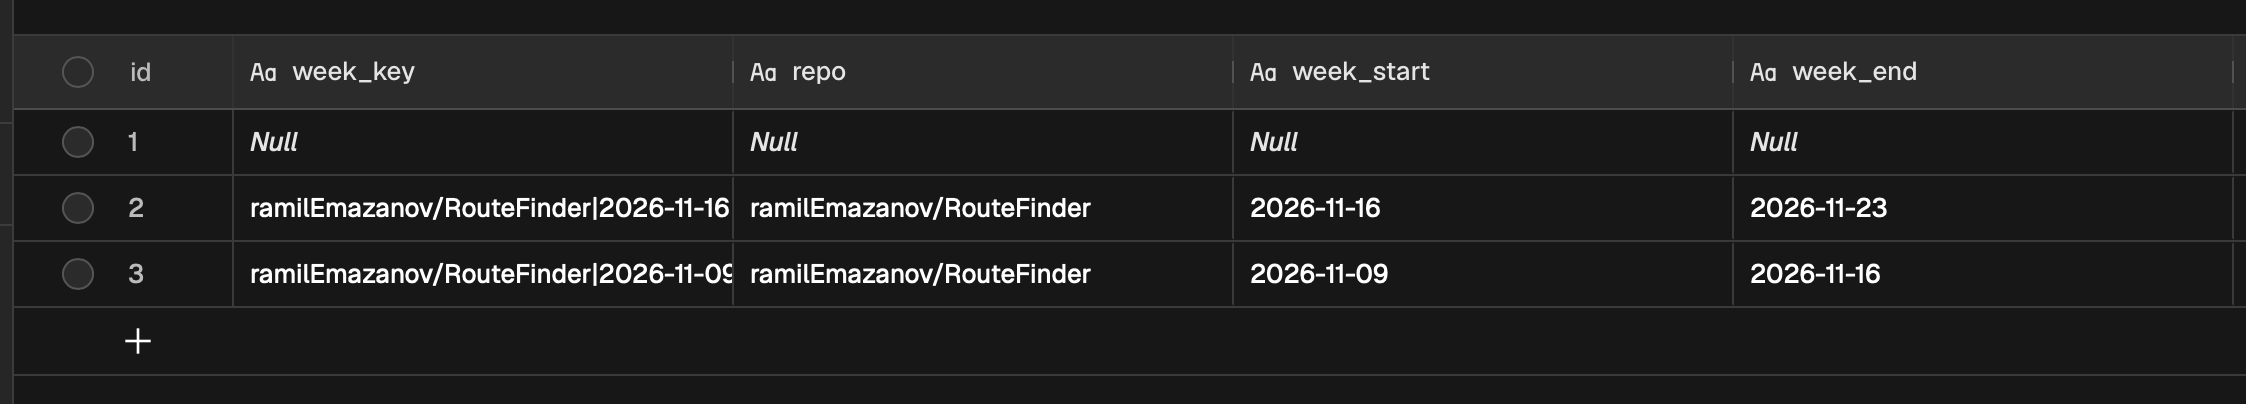 id Aa week_key Aa repo Aa week_start Aa week_end
1 Null Null Null Null
2 ramilEmazanov/RouteFinder|2026-11-16 ramilEmazanov/RouteFinder 2026-11-16 2026-11-23
3 ramilEmazanov/RouteFinder|2026-11-09 ramilEmazanov/RouteFinder 2026-11-09 2026-11-16
+